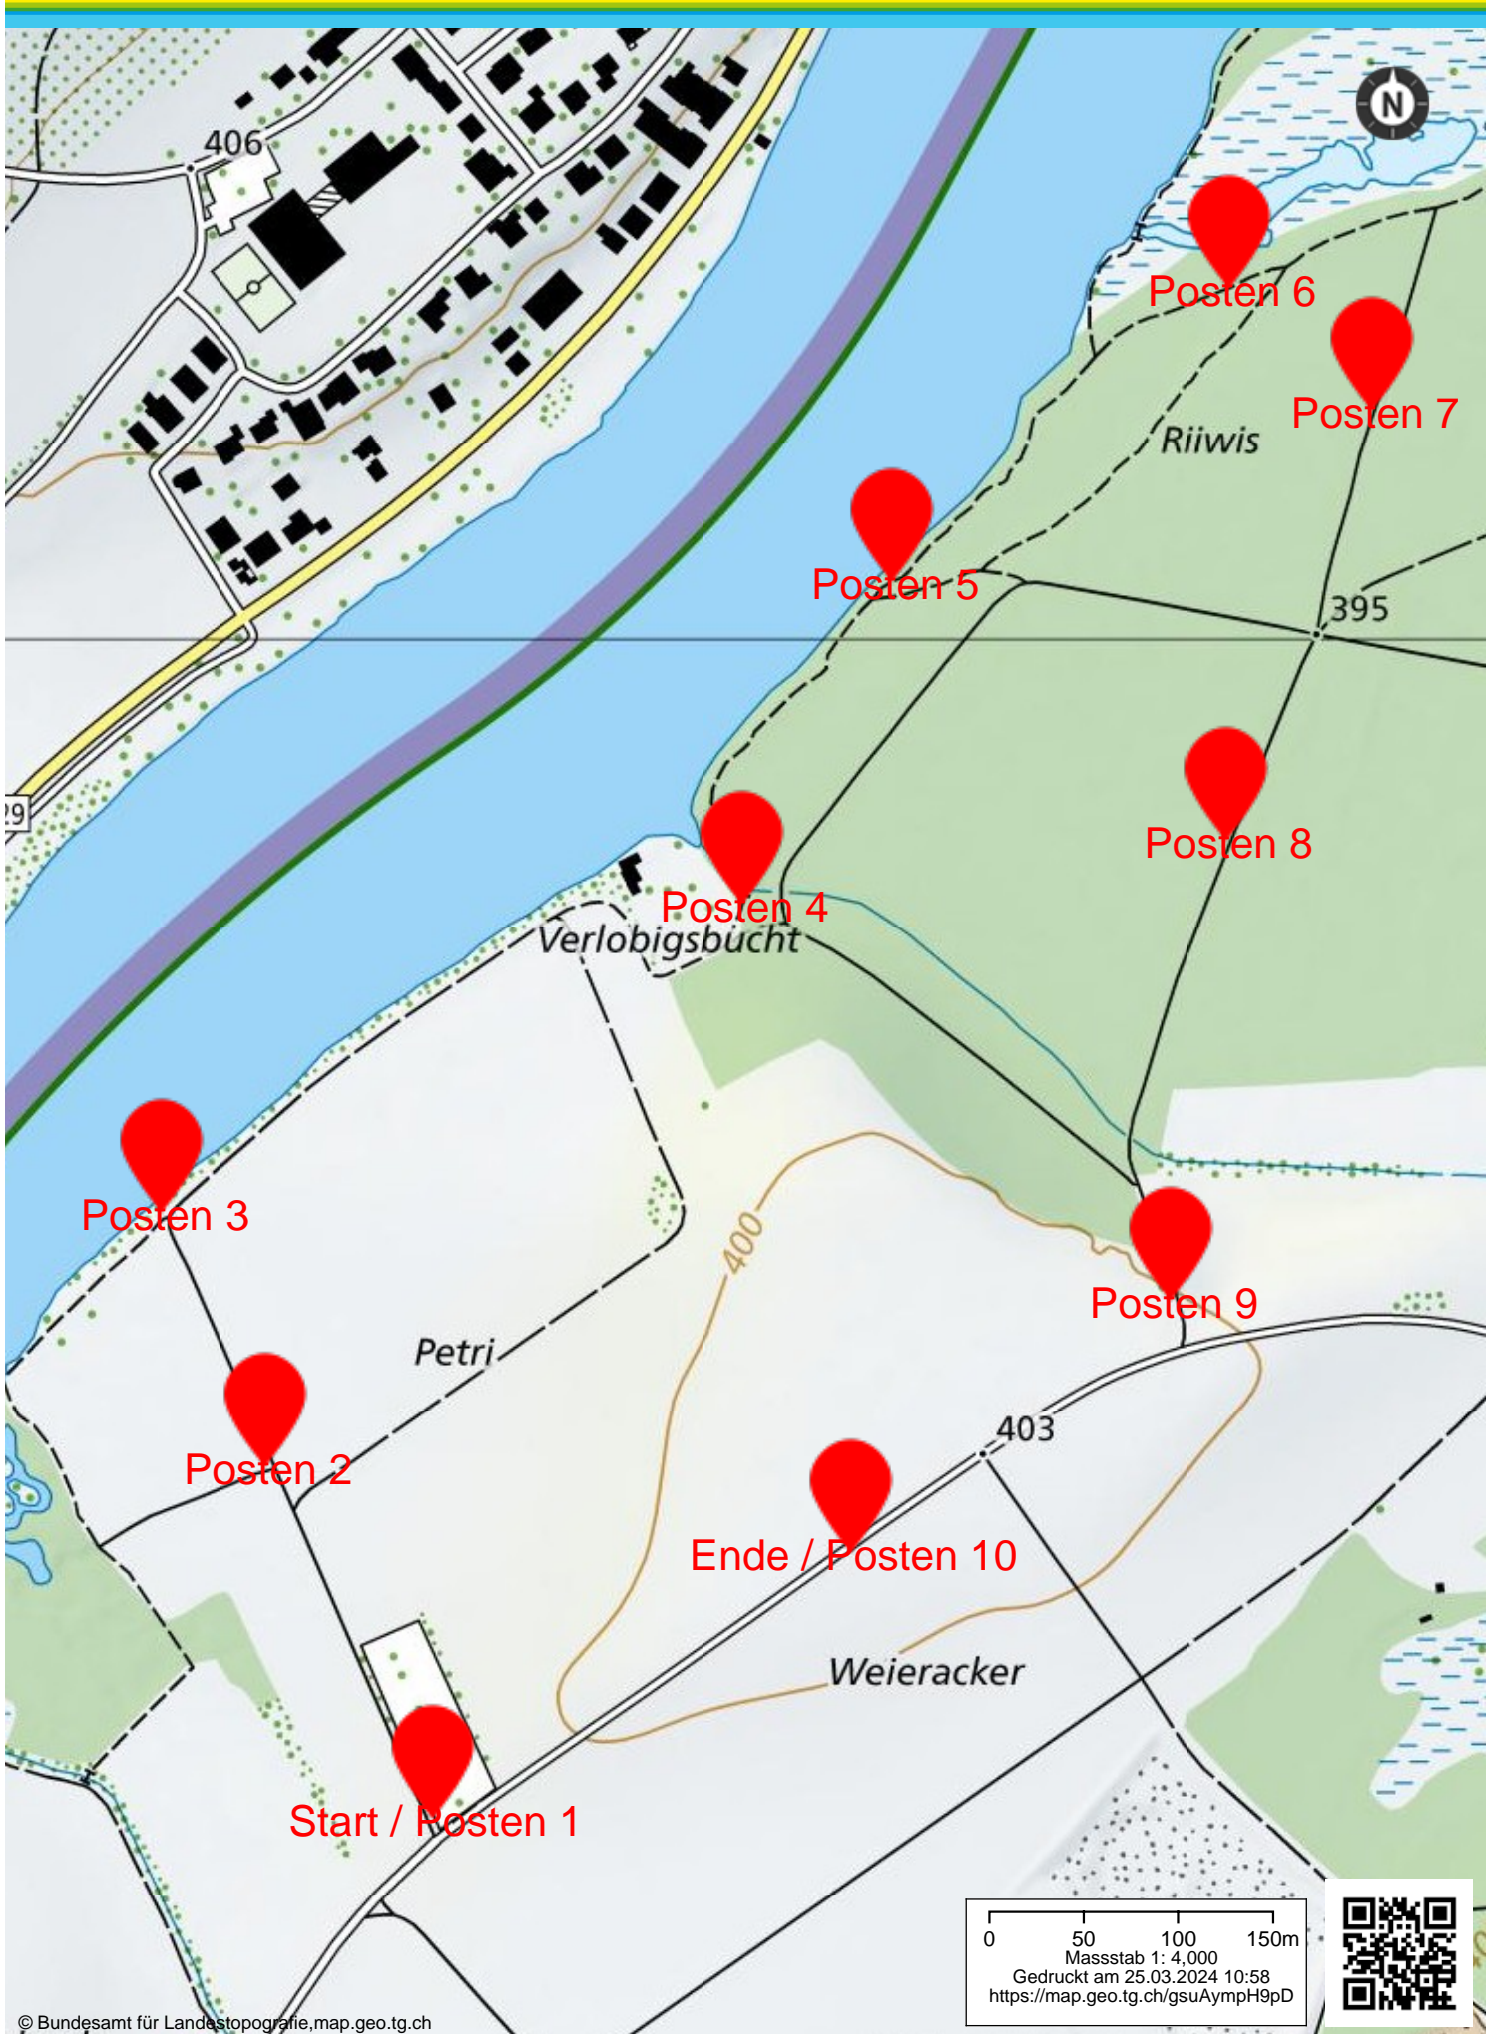 406
N
Posten 6
Posten 7
Riiwis
Posten 5
395
29
Posten 8
Posten 4
Verlobigsbucht
Posten 3
400
Posten 9
Petri
403
Posten 2
Ende / Posten 10
Weieracker
Start / Posten 1
0 50 100 150m
Massstab 1: 4,000
Gedruckt am 25.03.2024 10:58
https://map.geo.tg.ch/gsuAympH9pD
© Bundesamt für Landestopografie,map.geo.tg.ch